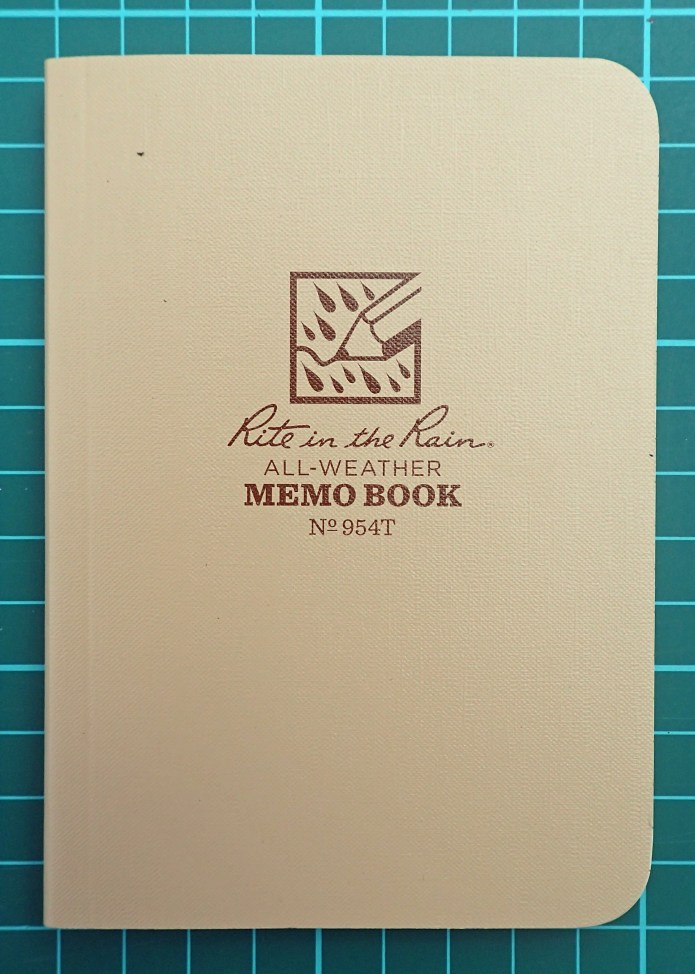 Rite in the Rain®
ALL-WEATHER
MEMO BOOK
Nº 954T